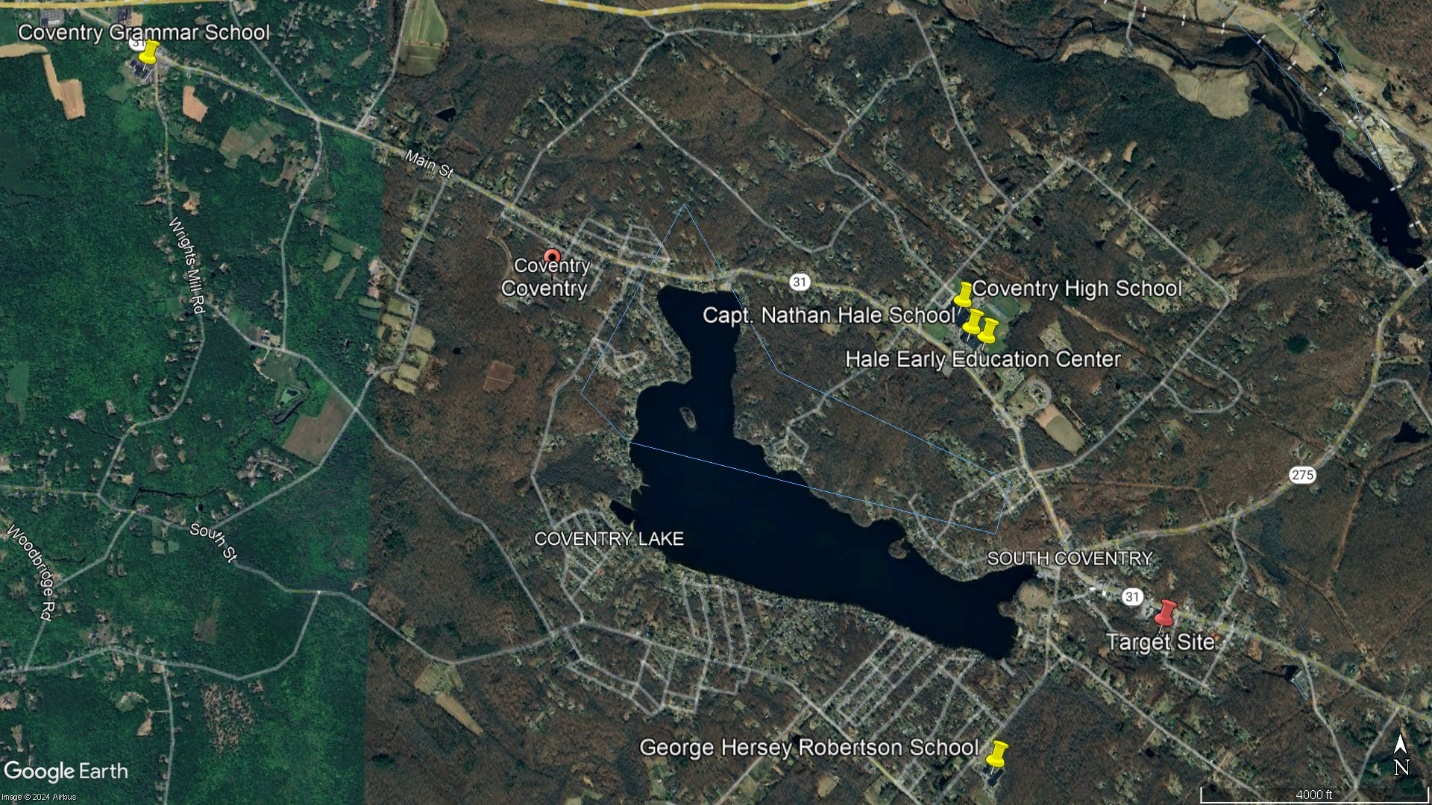 Coventry Grammar School
31
Main St
Wrights Mill Rd
Coventry
Coventry
31
Coventry High School
Capt. Nathan Hale School
Hale Early Education Center
275
COVENTRY LAKE
South St
Woodbridge Rd
SOUTH COVENTRY
31
Target Site
George Hersey Robertson School
N
Google Earth
Image © 2024 Airbus
4000 ft